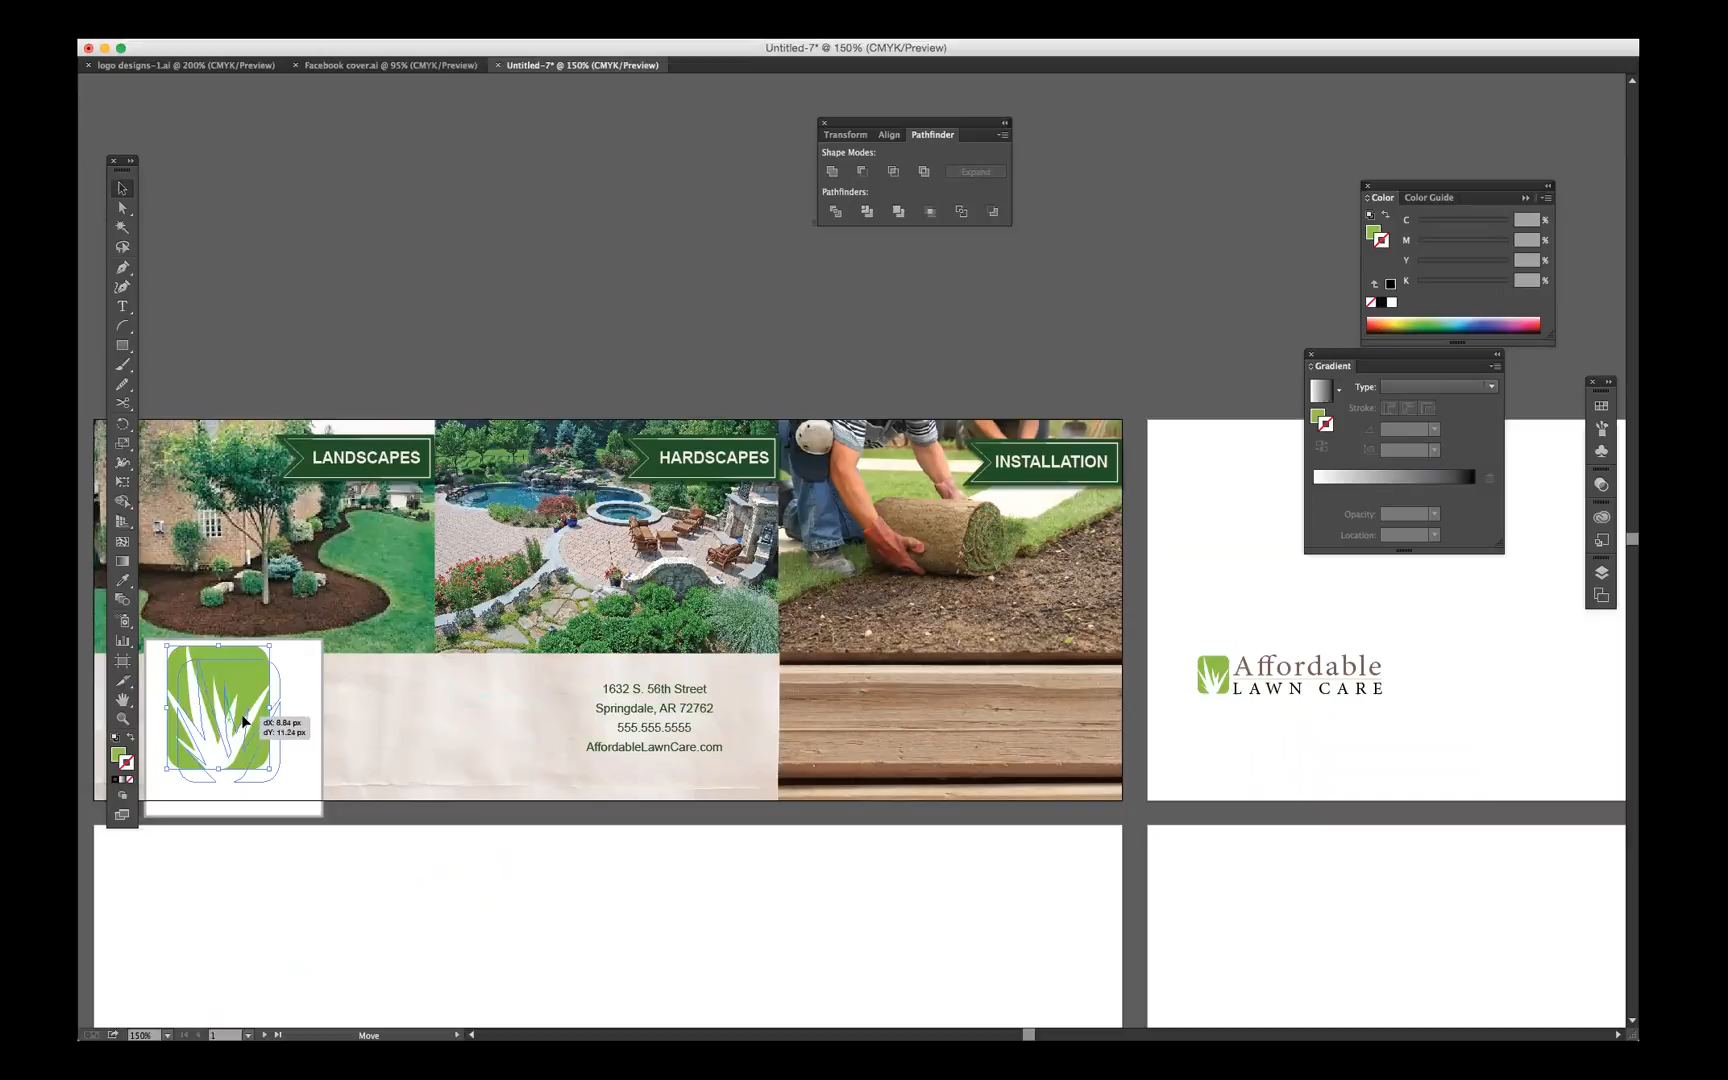 Untitled-7* @ 150% (CMYK/Preview)
logo designs-1.ai @ 200% (CMYK/Preview)
Facebook cover.ai @ 95% (CMYK/Preview)
Untitled-7* @ 150% (CMYK/Preview)
Transform Align Pathfinder
Shape Modes:
Expand
Pathfinders:
Color Color Guide
C %
M %
Y %
K %
Gradient
Type:
Stroke:
Opacity:
Location:
LANDSCAPES
HARDSCAPES
INSTALLATION
1632 S. 56th Street
Springdale, AR 72762
555.555.5555
AffordableLawnCare.com
dX: 8.84 px
dY: 11.24 px
Affordable
LAWN CARE
150%
1
Move